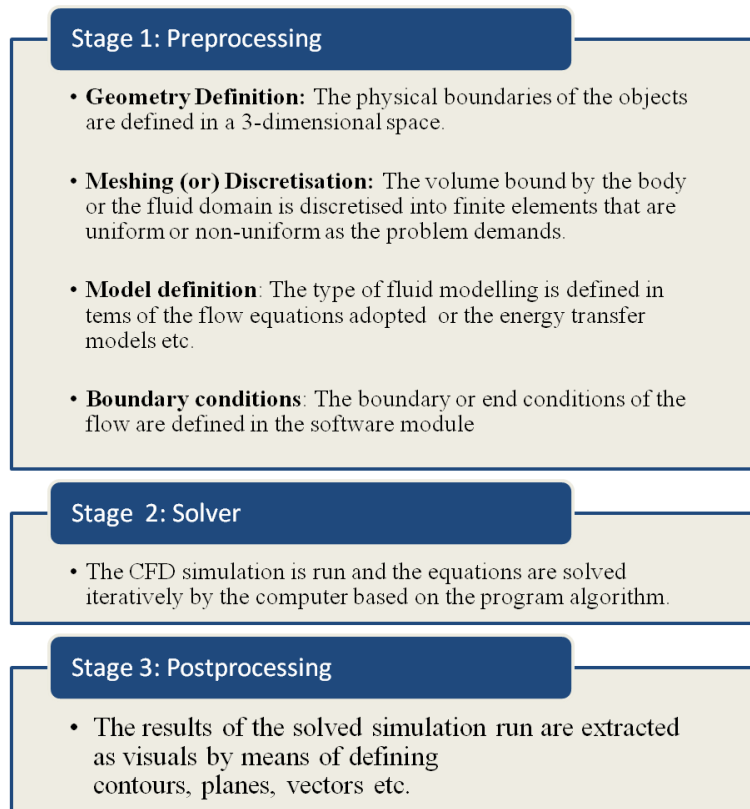 Stage 1: Preprocessing
• Geometry Definition: The physical boundaries of the objects
are defined in a 3-dimensional space.
• Meshing (or) Discretisation: The volume bound by the body
or the fluid domain is discretised into finite elements that are
uniform or non-uniform as the problem demands.
• Model definition: The type of fluid modelling is defined in
tems of the flow equations adopted or the energy transfer
models etc.
• Boundary conditions: The boundary or end conditions of the
flow are defined in the software module
Stage 2: Solver
• The CFD simulation is run and the equations are solved
iteratively by the computer based on the program algorithm.
Stage 3: Postprocessing
• The results of the solved simulation run are extracted
as visuals by means of defining
contours, planes, vectors etc.